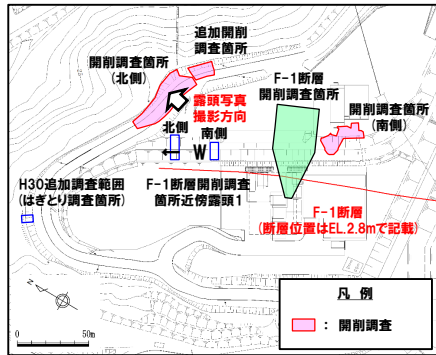 追加開削
調査箇所
開削調査箇所
(北側)
F-1断層
開削調査箇所
露頭写真
撮影方向
開削調査箇所
(南側)
北側
南側
W
H30追加調査範囲
(はぎとり調査箇所)
F-1断層開削調査
箇所近傍露頭1
F-1断層
(断層位置はEL.2.8mで記載)
N
凡 例
: 開削調査
0 50m